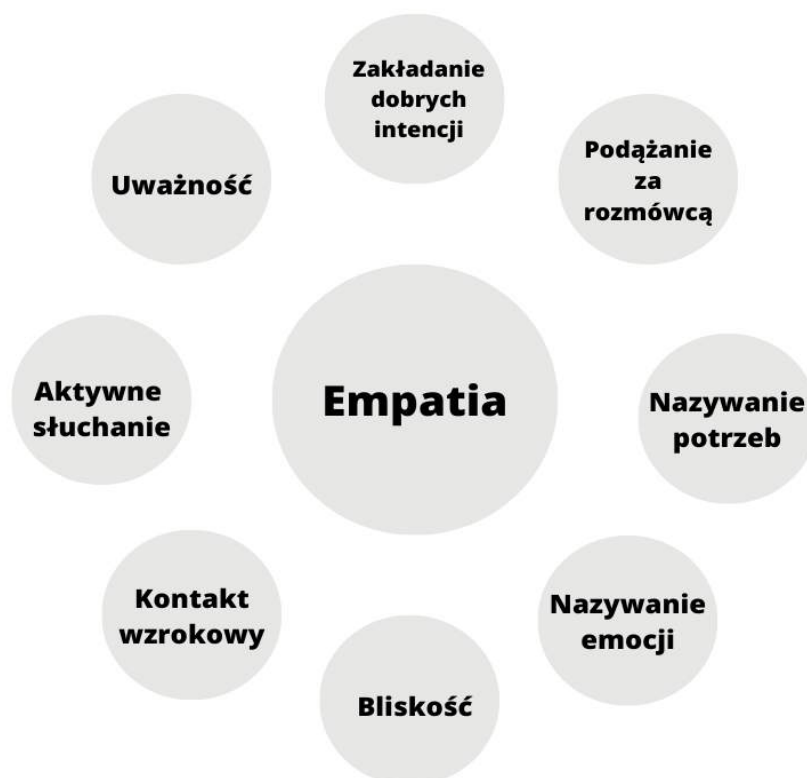 Zakładanie
dobrych
intencji
Podążanie
za
rozmówcą
Uważność
Empatia
Aktywne
słuchanie
Nazywanie
potrzeb
Kontakt
wzrokowy
Nazywanie
emocji
Bliskość